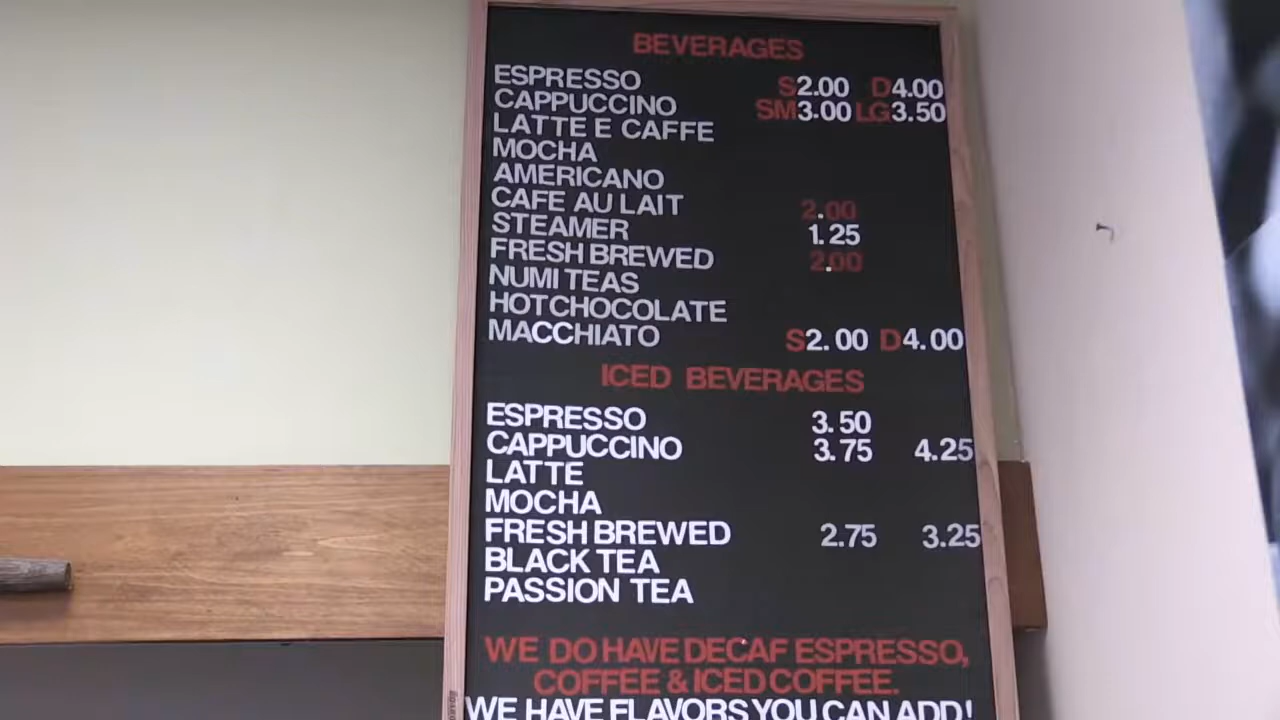 BEVERAGES
ESPRESSO S2.00 D4.00
CAPPUCCINO SM3.00 LG3.50
LATTE E CAFFE
MOCHA
AMERICANO
CAFE AU LAIT 2.00
STEAMER 1.25
FRESH BREWED 2.00
NUMI TEAS
HOT CHOCOLATE
MACCHIATO S2.00 D4.00
ICED BEVERAGES
ESPRESSO 3.50
CAPPUCCINO 3.75 4.25
LATTE
MOCHA
FRESH BREWED 2.75 3.25
BLACK TEA
PASSION TEA
WE DO HAVE DECAF ESPRESSO,
COFFEE & ICED COFFEE.
WE HAVE FLAVORS YOU CAN ADD!